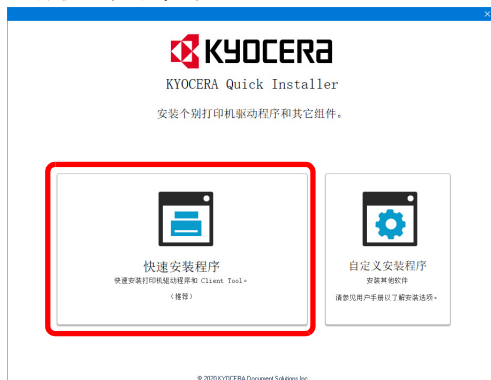 KYOCERA
KYOCERA Quick Installer
安装个别打印机驱动程序和其它组件。
快速安装程序
快速安装打印机驱动程序和 Client Tool。
（推荐）
自定义安装程序
安装其他软件
请参见用户手册以了解安装选项。
© 2020 KYOCERA Document Solutions Inc.